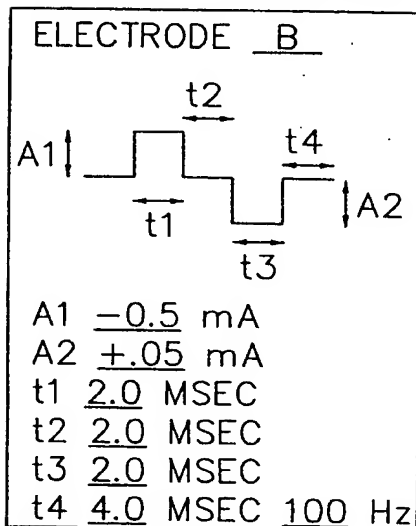 ELECTRODE B
t2
A1
t4
t1
A2
t3
A1 −0.5 mA
A2 +.05 mA
t1 2.0 MSEC
t2 2.0 MSEC
t3 2.0 MSEC
t4 4.0 MSEC 100 Hz